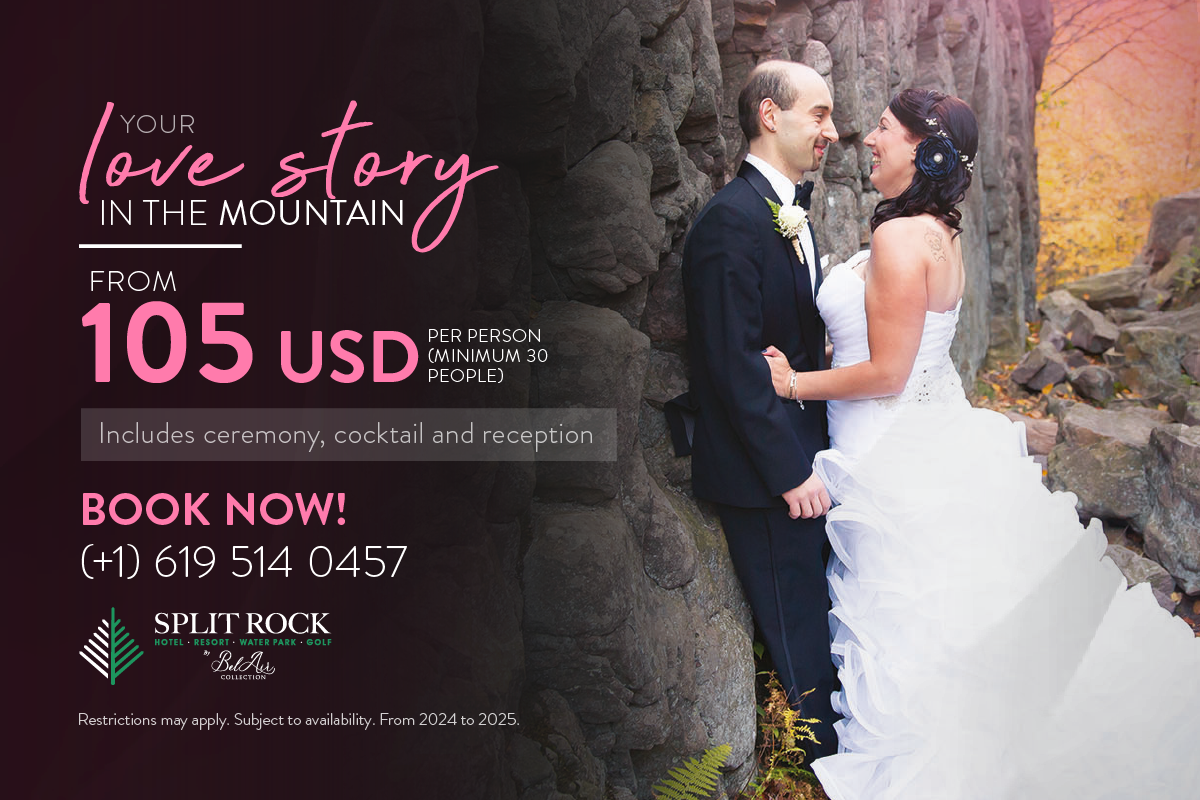 YOUR
love story
IN THE MOUNTAIN
FROM
105 USD
PER PERSON
(MINIMUM 30
PEOPLE)
Includes ceremony, cocktail and reception
BOOK NOW!
(+1) 619 514 0457
SPLIT ROCK
HOTEL · RESORT · WATER PARK · GOLF
BY BelAir
COLLECTION
Restrictions may apply. Subject to availability. From 2024 to 2025.